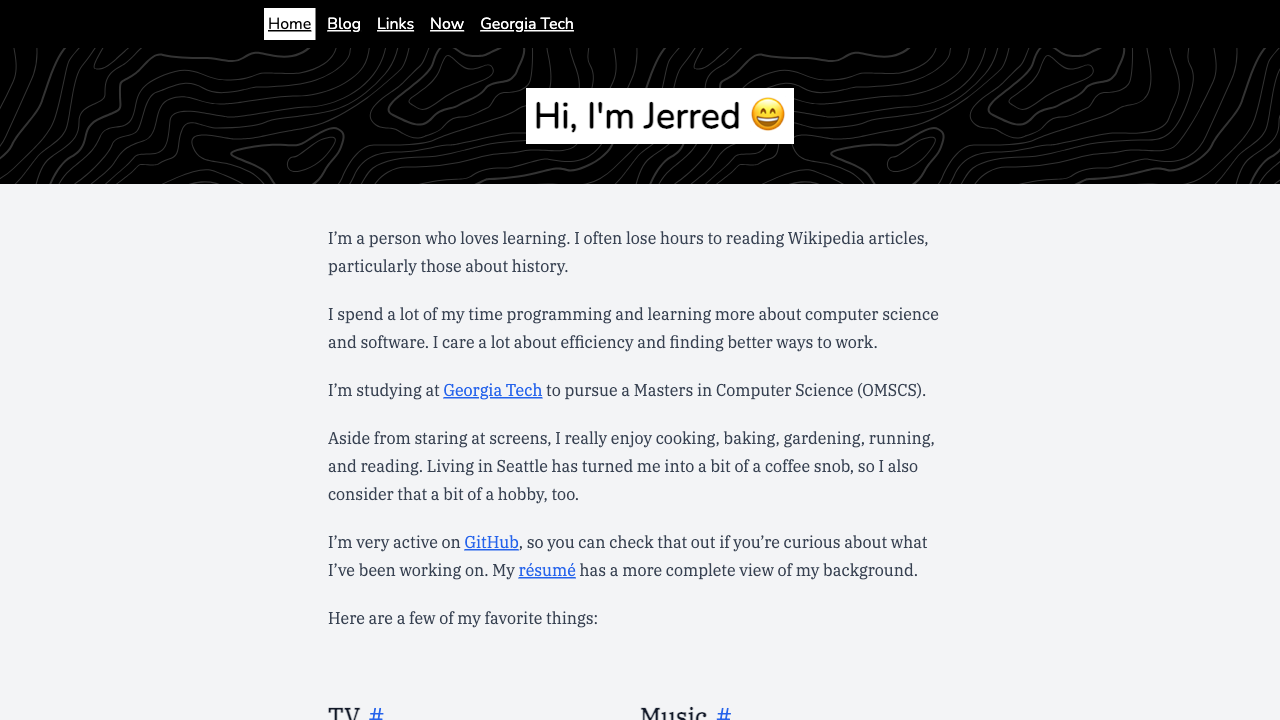 Home Blog Links Now Georgia Tech
Hi, I'm Jerred 😄
I’m a person who loves learning. I often lose hours to reading Wikipedia articles,
particularly those about history.
I spend a lot of my time programming and learning more about computer science
and software. I care a lot about efficiency and finding better ways to work.
I’m studying at Georgia Tech to pursue a Masters in Computer Science (OMSCS).
Aside from staring at screens, I really enjoy cooking, baking, gardening, running,
and reading. Living in Seattle has turned me into a bit of a coffee snob, so I also
consider that a bit of a hobby, too.
I’m very active on GitHub, so you can check that out if you’re curious about what
I’ve been working on. My résumé has a more complete view of my background.
Here are a few of my favorite things:
TV # Music #